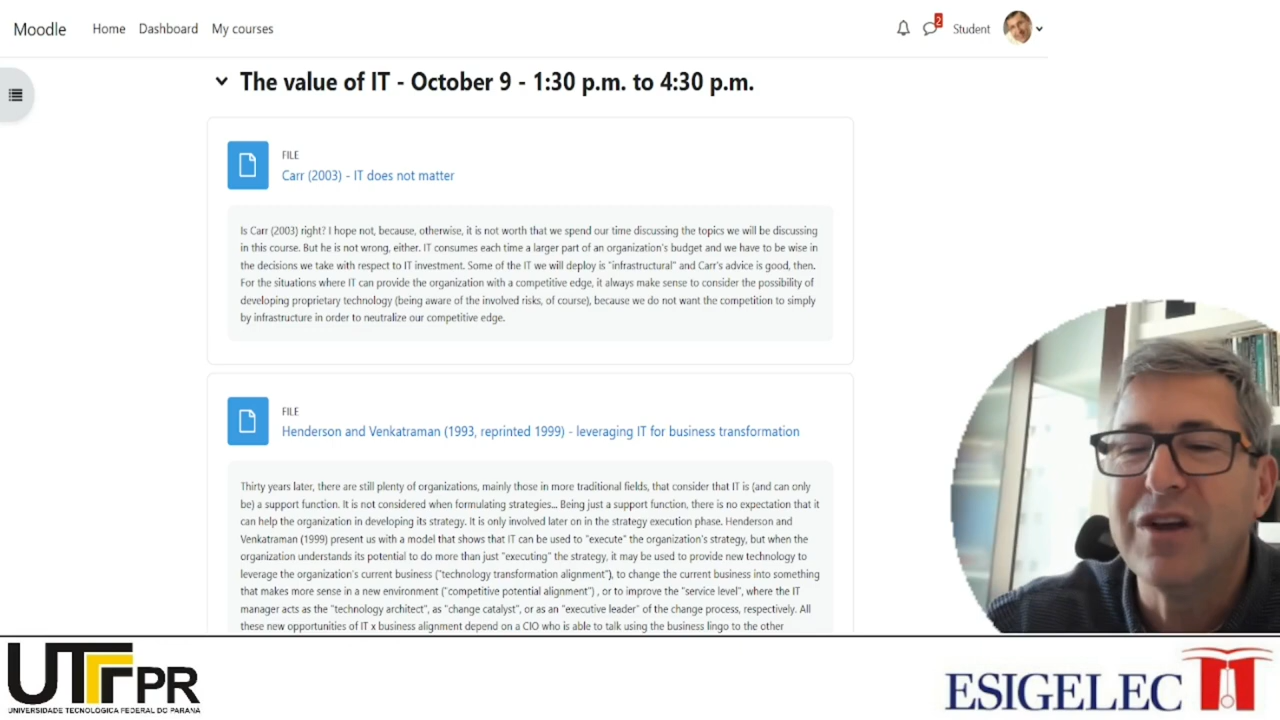 Moodle Home Dashboard My courses 2 Student
The value of IT - October 9 - 1:30 p.m. to 4:30 p.m.
FILE
Carr (2003) - IT does not matter
Is Carr (2003) right? I hope not, because, otherwise, it is not worth that we spend our time discussing the topics we will be discussing
in this course. But he is not wrong, either. IT consumes each time a larger part of an organization's budget and we have to be wise in
the decisions we take with respect to IT investment. Some of the IT we will deploy is "infrastructural" and Carr's advice is good, then.
For the situations where IT can provide the organization with a competitive edge, it always make sense to consider the possibility of
developing proprietary technology (being aware of the involved risks, of course), because we do not want the competition to simply
by infrastructure in order to neutralize our competitive edge.
FILE
Henderson and Venkatraman (1993, reprinted 1999) - leveraging IT for business transformation
Thirty years later, there are still plenty of organizations, mainly those in more traditional fields, that consider that IT is (and can only
be) a support function. It is not considered when formulating strategies... Being just a support function, there is no expectation that it
can help the organization in developing its strategy. It is only involved later on in the strategy execution phase. Henderson and
Venkatraman (1999) present us with a model that shows that IT can be used to "execute" the organization's strategy, but when the
organization understands its potential to do more than just "executing" the strategy, it may be used to provide new technology to
leverage the organization's current business ("technology transformation alignment"), to change the current business into something
that makes more sense in a new environment ("competitive potential alignment") , or to improve the "service level", where the IT
manager acts as the "technology architect", as "change catalyst", or as an "executive leader" of the change process, respectively. All
these new opportunities of IT x business alignment depend on a CIO who is able to talk using the business lingo to the other
UTFPR
UNIVERSIDADE TECNOLÓGICA FEDERAL DO PARANÁ
ESIGELEC